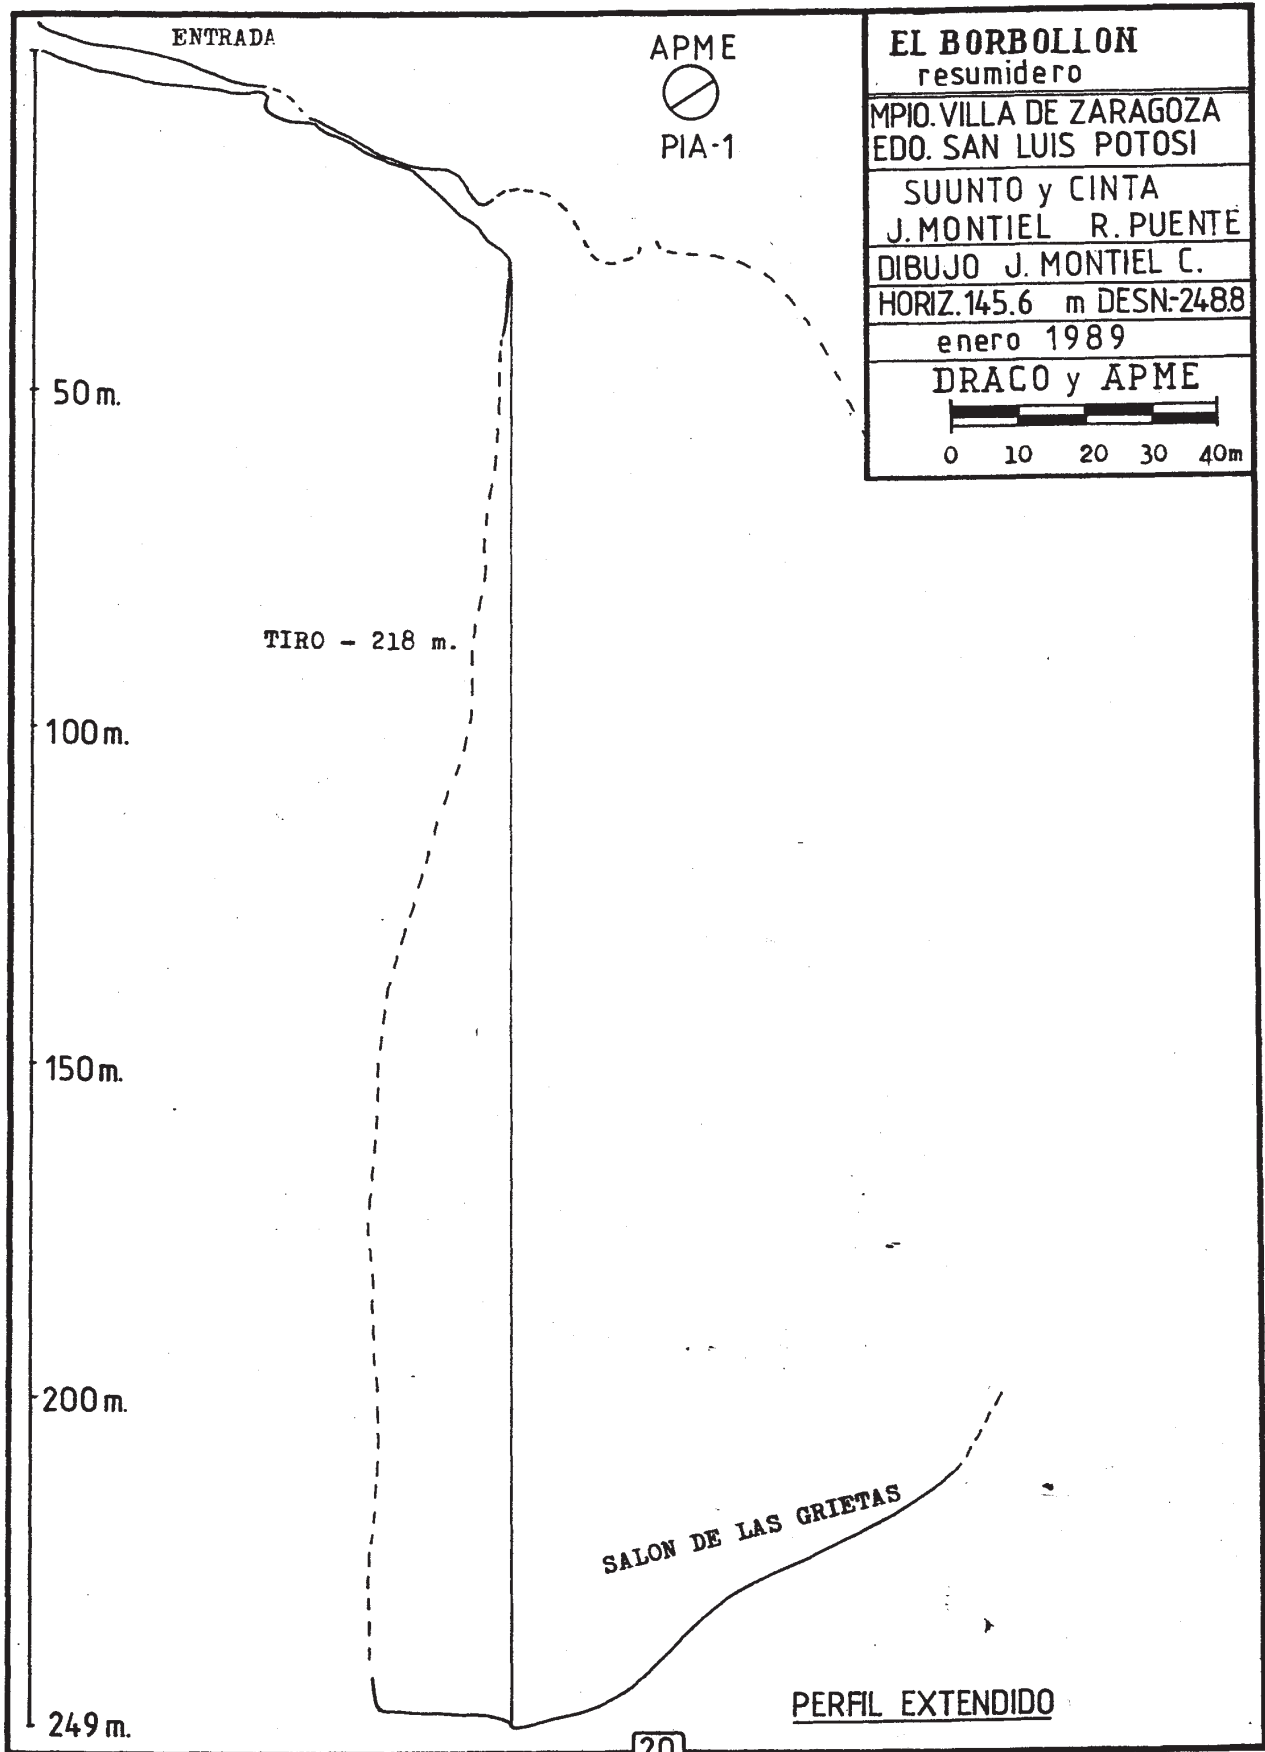 ENTRADA
APME
PIA-1
EL BORBOLLON
resumidero
MPIO. VILLA DE ZARAGOZA
EDO. SAN LUIS POTOSI
SUUNTO y CINTA
J. MONTIEL R. PUENTE
DIBUJO J. MONTIEL C.
HORIZ. 145.6 m DESN.-248.8
enero 1989
DRACO y APME
0 10 20 30 40m
50 m.
TIRO - 218 m.
100 m.
150 m.
200 m.
SALON DE LAS GRIETAS
PERFIL EXTENDIDO
249 m.
20